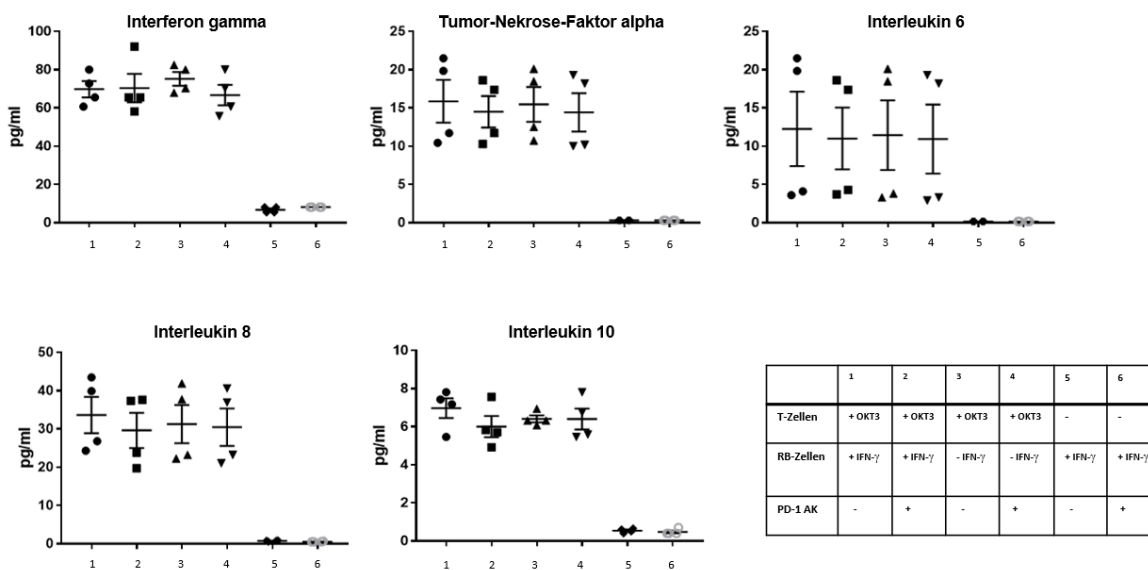 Interferon gamma
pg/ml
100
80
60
40
20
0
1 2 3 4 5 6
Tumor-Nekrose-Faktor alpha
pg/ml
25
20
15
10
5
0
1 2 3 4 5 6
Interleukin 6
pg/ml
25
20
15
10
5
0
1 2 3 4 5 6
Interleukin 8
pg/ml
50
40
30
20
10
0
1 2 3 4 5 6
Interleukin 10
pg/ml
8
6
4
2
0
1 2 3 4 5 6
1 2 3 4 5 6
T-Zellen + OKT3 + OKT3 + OKT3 + OKT3 - -
RB-Zellen + IFN-γ + IFN-γ - IFN-γ - IFN-γ + IFN-γ + IFN-γ
PD-1 AK - + - + - +